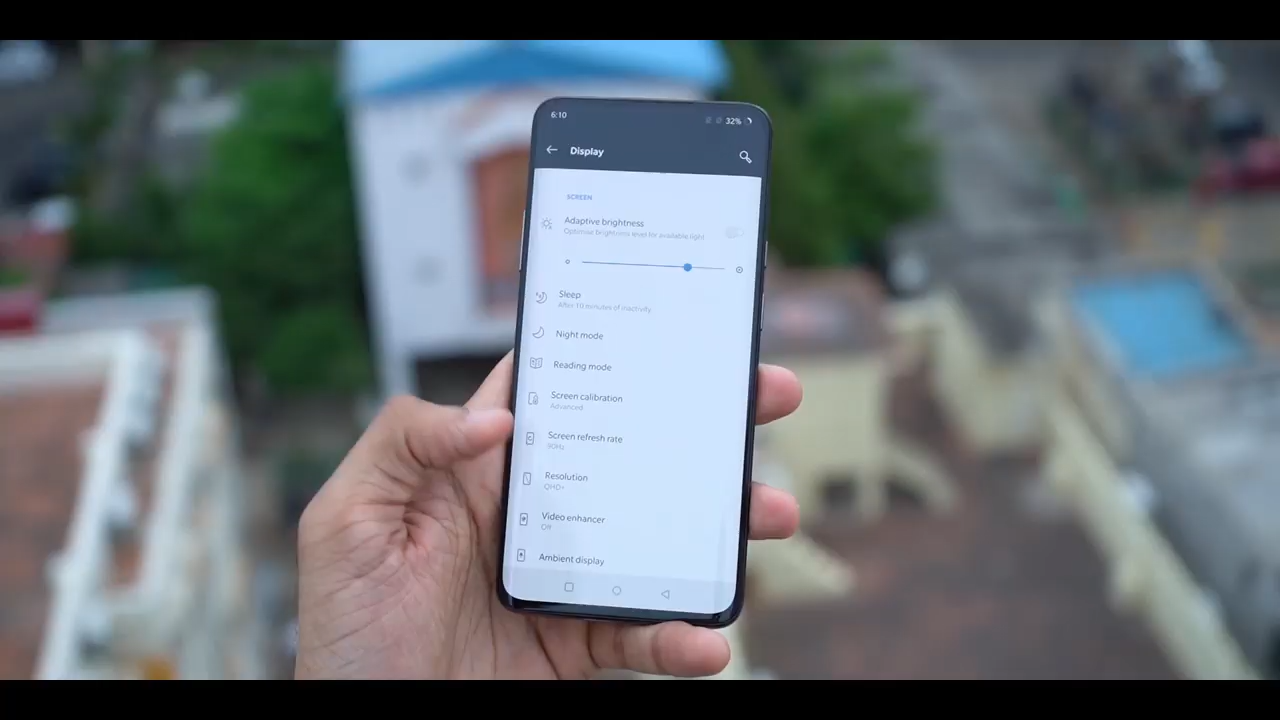 6:10
32%
Display
SCREEN
Adaptive brightness
Optimise brightness level for available light
Sleep
After 10 minutes of inactivity
Night mode
Reading mode
Screen calibration
Advanced
Screen refresh rate
90Hz
Resolution
QHD+
Video enhancer
Off
Ambient display